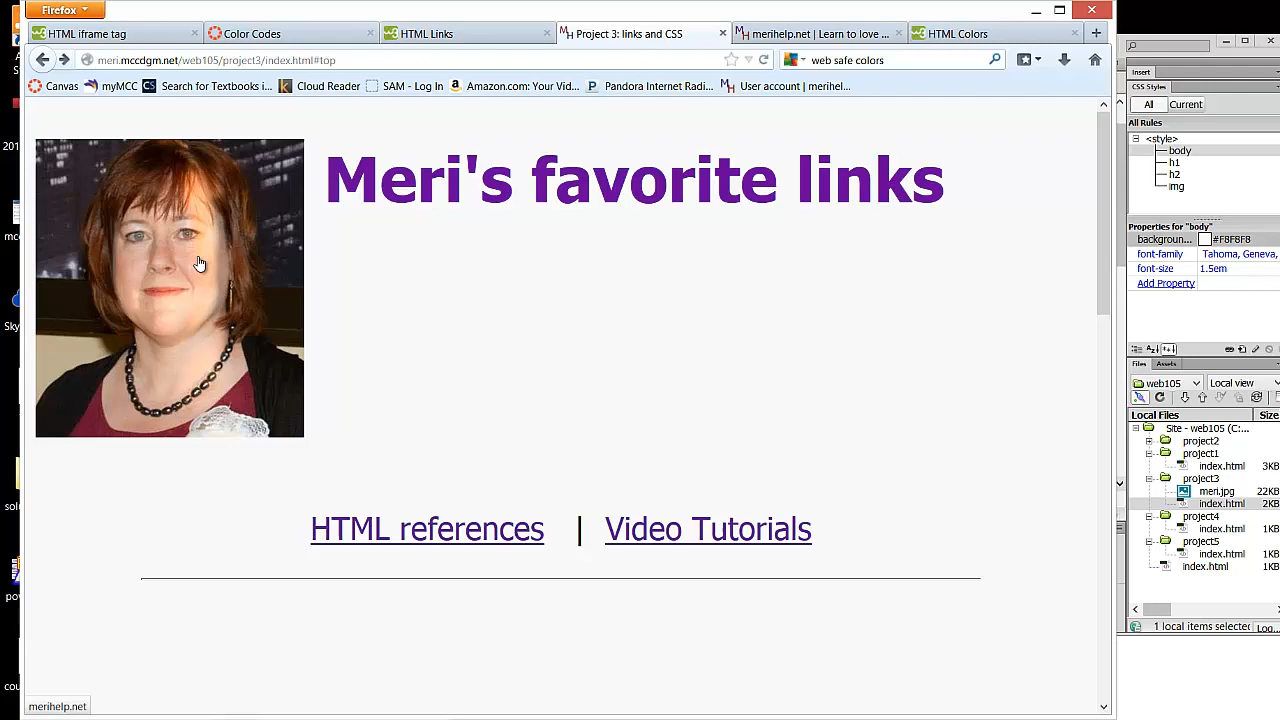 Firefox
HTML iframe tag
Color Codes
HTML Links
Project 3: links and CSS
merihelp.net | Learn to love ...
HTML Colors
meri.mccdgm.net/web105/project3/index.html#top
web safe colors
Canvas
myMCC
Search for Textbooks i...
Cloud Reader
SAM - Log In
Amazon.com: Your Vid...
Pandora Internet Radi...
User account | merihel...
Meri's favorite links
HTML references | Video Tutorials
merihelp.net
Insert
CSS Styles
All Current
All Rules
<style>
body
h1
h2
img
Properties for "body"
backgroun... #F8F8F8
font-family Tahoma, Geneva,
font-size 1.5em
Add Property
Files Assets
web105 Local view
Local Files Size
Site - web105 (C:...
project2
project1
index.html 3KB
project3
meri.jpg 22KB
index.html 2KB
project4
index.html 1KB
project5
index.html 1KB
index.html 1KB
1 local items selected Log...